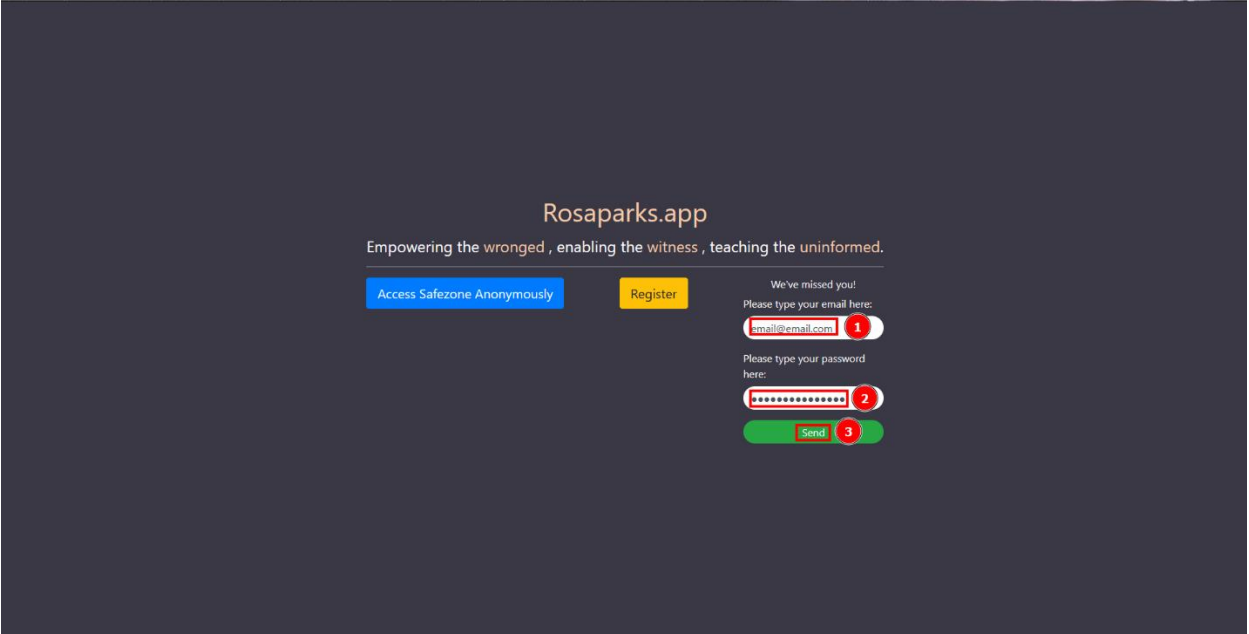 Rosaparks.app
Empowering the wronged , enabling the witness , teaching the uninformed.
Access Safezone Anonymously
Register
We've missed you!
Please type your email here:
email@email.com
1
Please type your password
here:
•••••••••••••••
2
Send
3